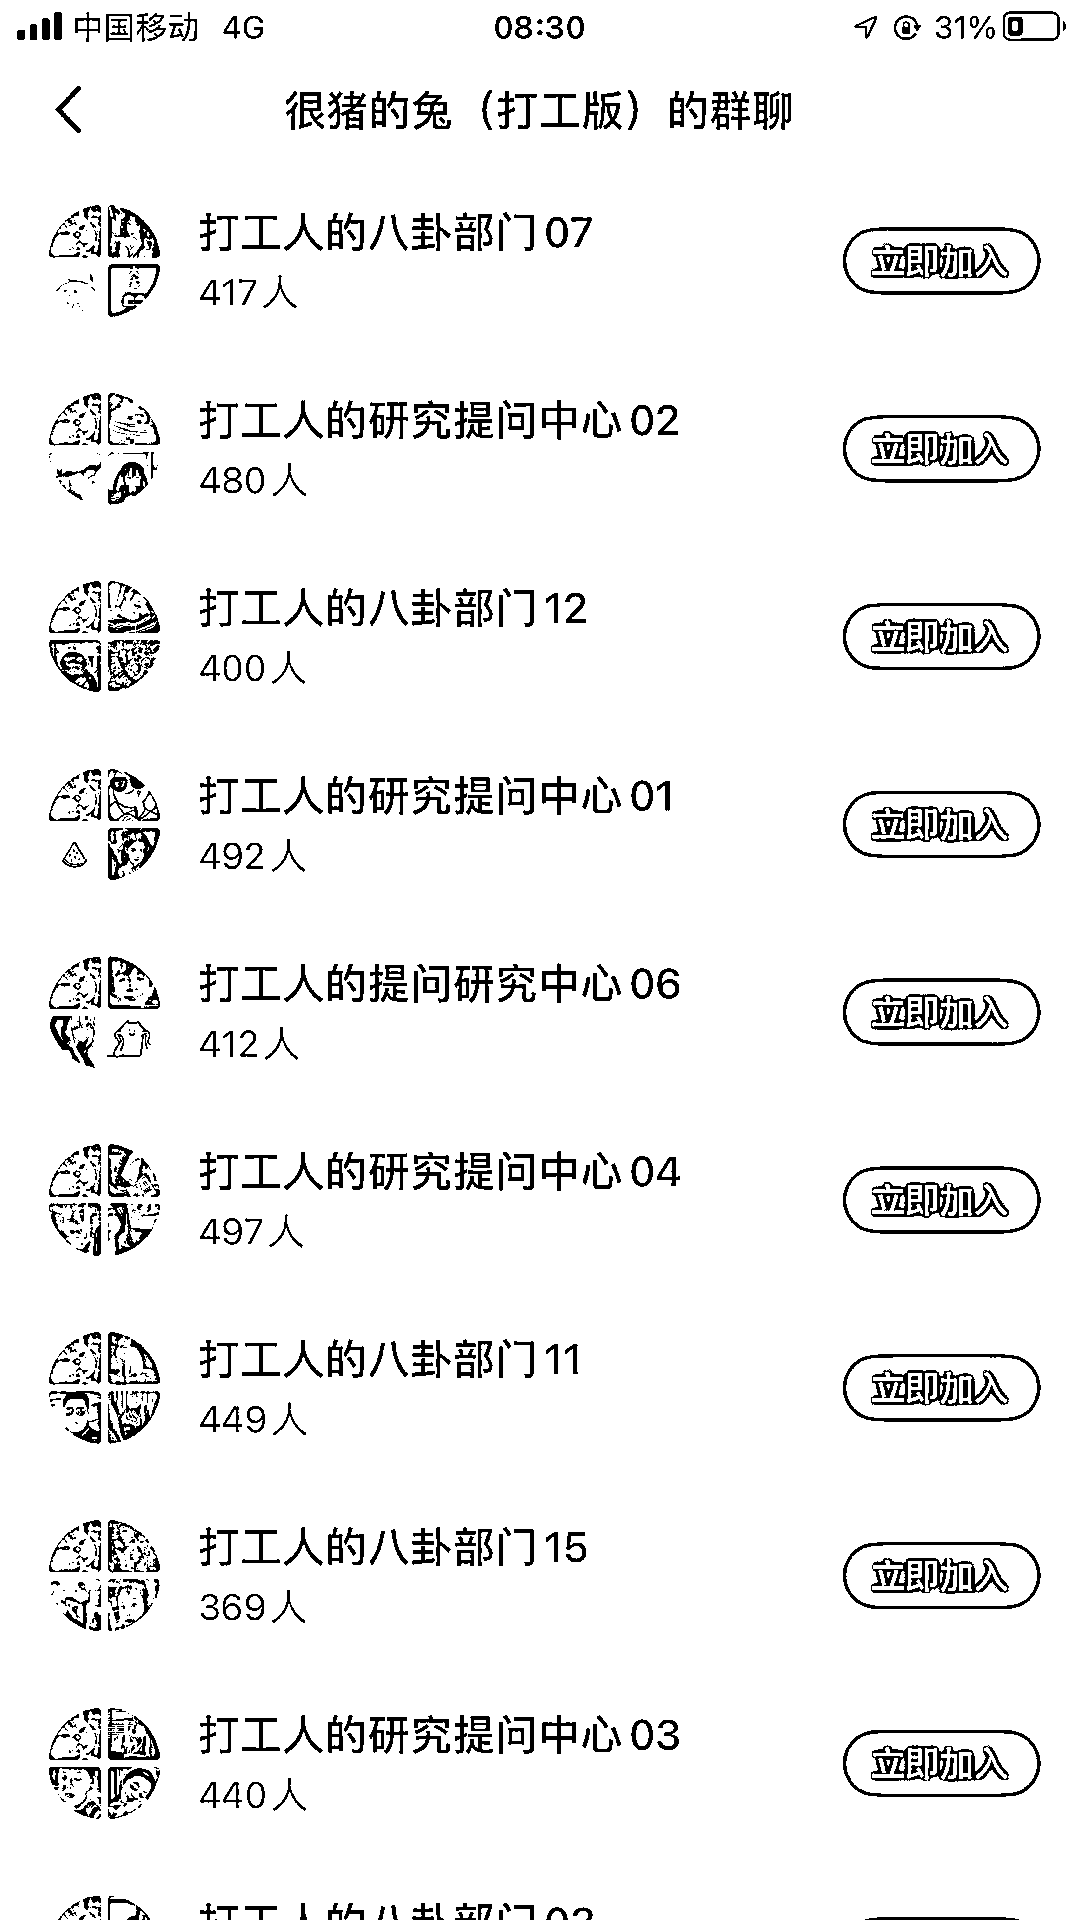 中国移动 4G 08:30 31%
很猪的兔（打工版）的群聊
打工人的八卦部门07
417人
立即加入
打工人的研究提问中心02
480人
立即加入
打工人的八卦部门12
400人
立即加入
打工人的研究提问中心01
492人
立即加入
打工人的提问研究中心06
412人
立即加入
打工人的研究提问中心04
497人
立即加入
打工人的八卦部门11
449人
立即加入
打工人的八卦部门15
369人
立即加入
打工人的研究提问中心03
440人
立即加入
打工人的八卦部门